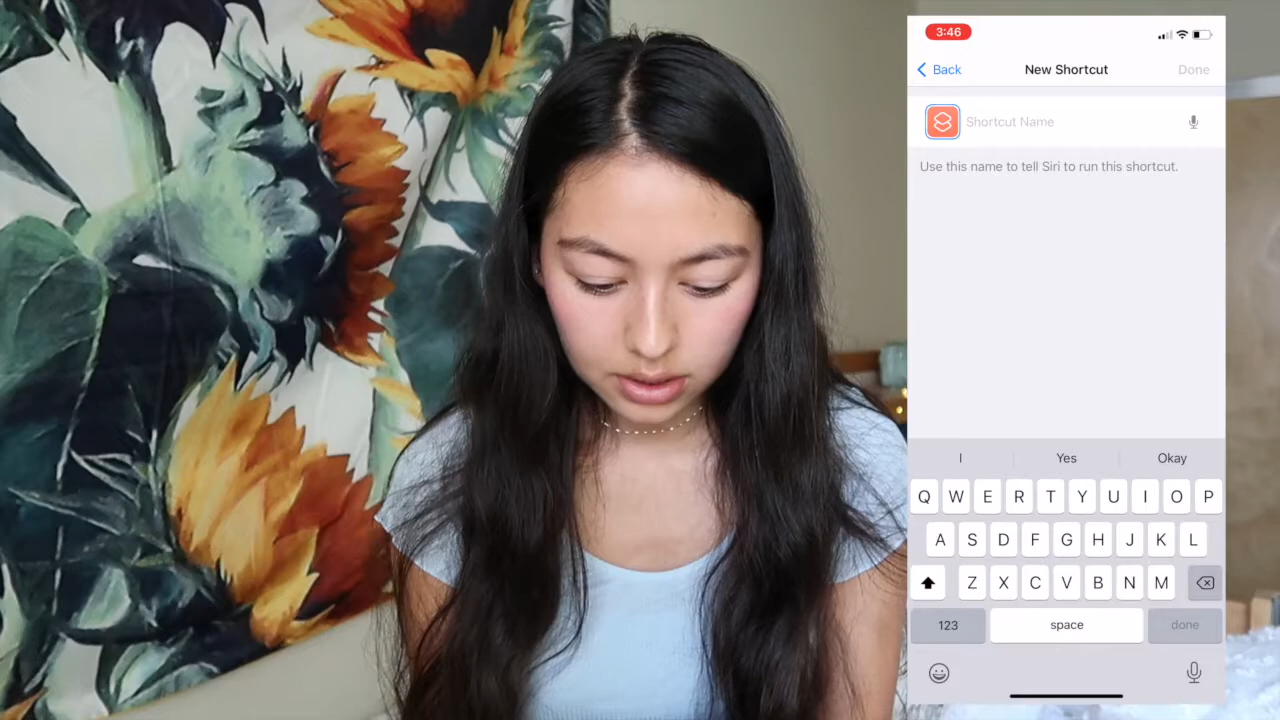 3:46
Back New Shortcut Done
Shortcut Name
Use this name to tell Siri to run this shortcut.
I Yes Okay
Q W E R T Y U I O P
A S D F G H J K L
Z X C V B N M
123 space done